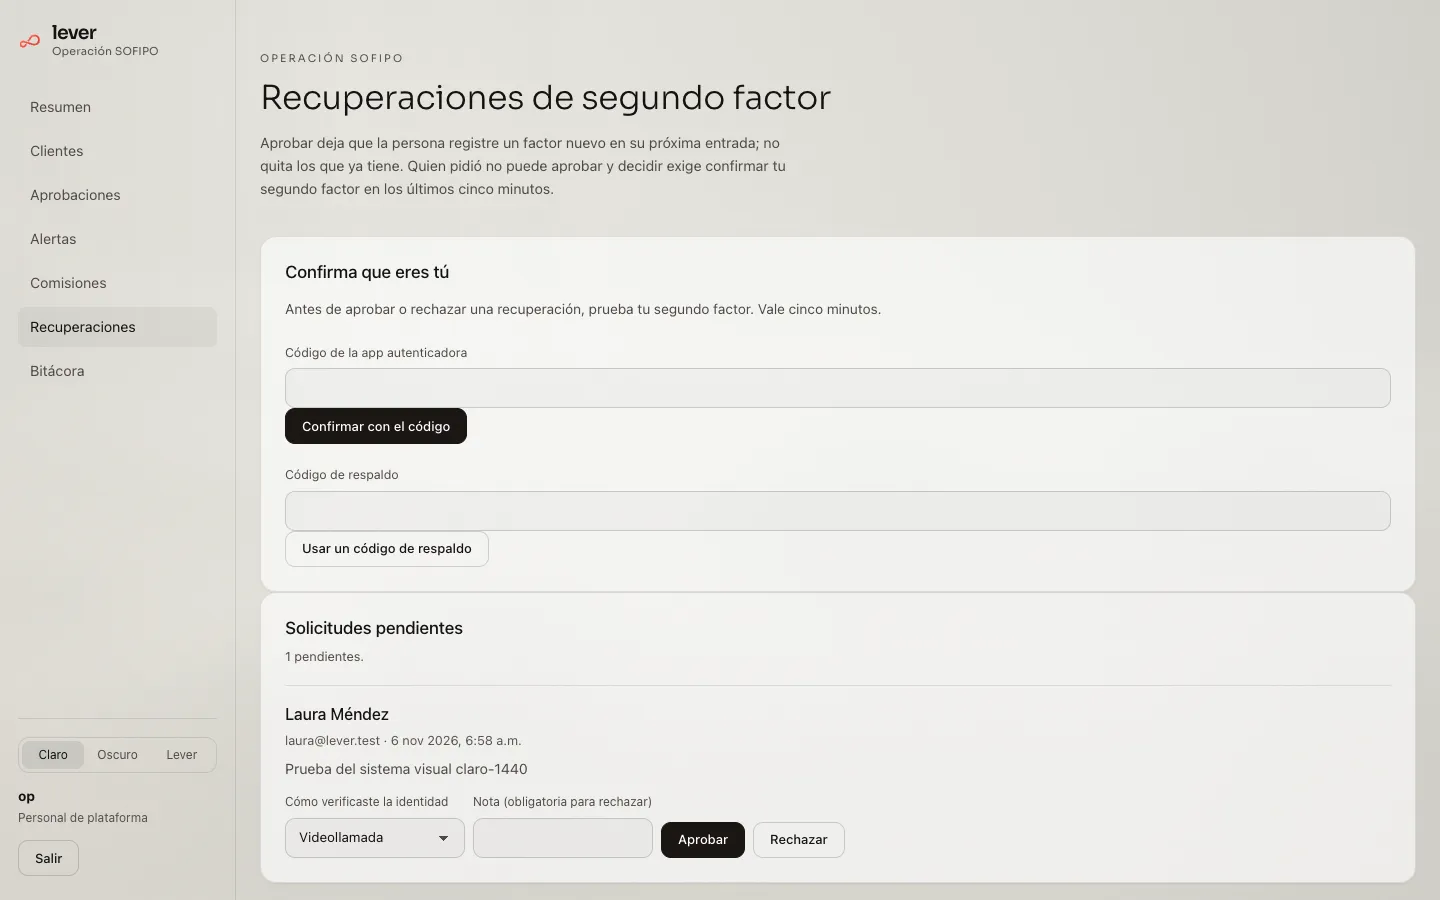 lever
Operación SOFIPO
Resumen
Clientes
Aprobaciones
Alertas
Comisiones
Recuperaciones
Bitácora
Claro
Oscuro
Lever
op
Personal de plataforma
Salir
OPERACIÓN SOFIPO
Recuperaciones de segundo factor
Aprobar deja que la persona registre un factor nuevo en su próxima entrada; no
quita los que ya tiene. Quien pidió no puede aprobar y decidir exige confirmar tu
segundo factor en los últimos cinco minutos.
Confirma que eres tú
Antes de aprobar o rechazar una recuperación, prueba tu segundo factor. Vale cinco minutos.
Código de la app autenticadora
Confirmar con el código
Código de respaldo
Usar un código de respaldo
Solicitudes pendientes
1 pendientes.
Laura Méndez
laura@lever.test · 6 nov 2026, 6:58 a.m.
Prueba del sistema visual claro-1440
Cómo verificaste la identidad
Nota (obligatoria para rechazar)
Videollamada
Aprobar
Rechazar